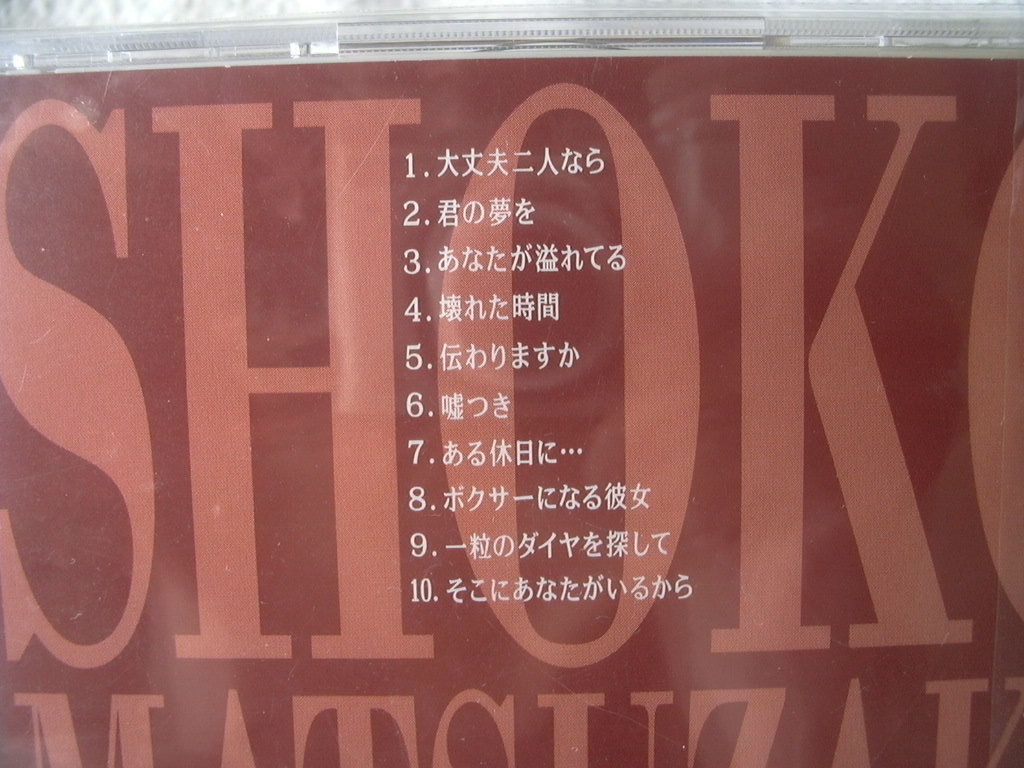 SHOKO
1. 大丈夫二人なら
2. 君の夢を
3. あなたが溢れてる
4. 壊れた時間
5. 伝わりますか
6. 嘘つき
7. ある休日に…
8. ボクサーになる彼女
9. 一粒のダイヤを探して
10. そこにあなたがいるから
MATSUZAK